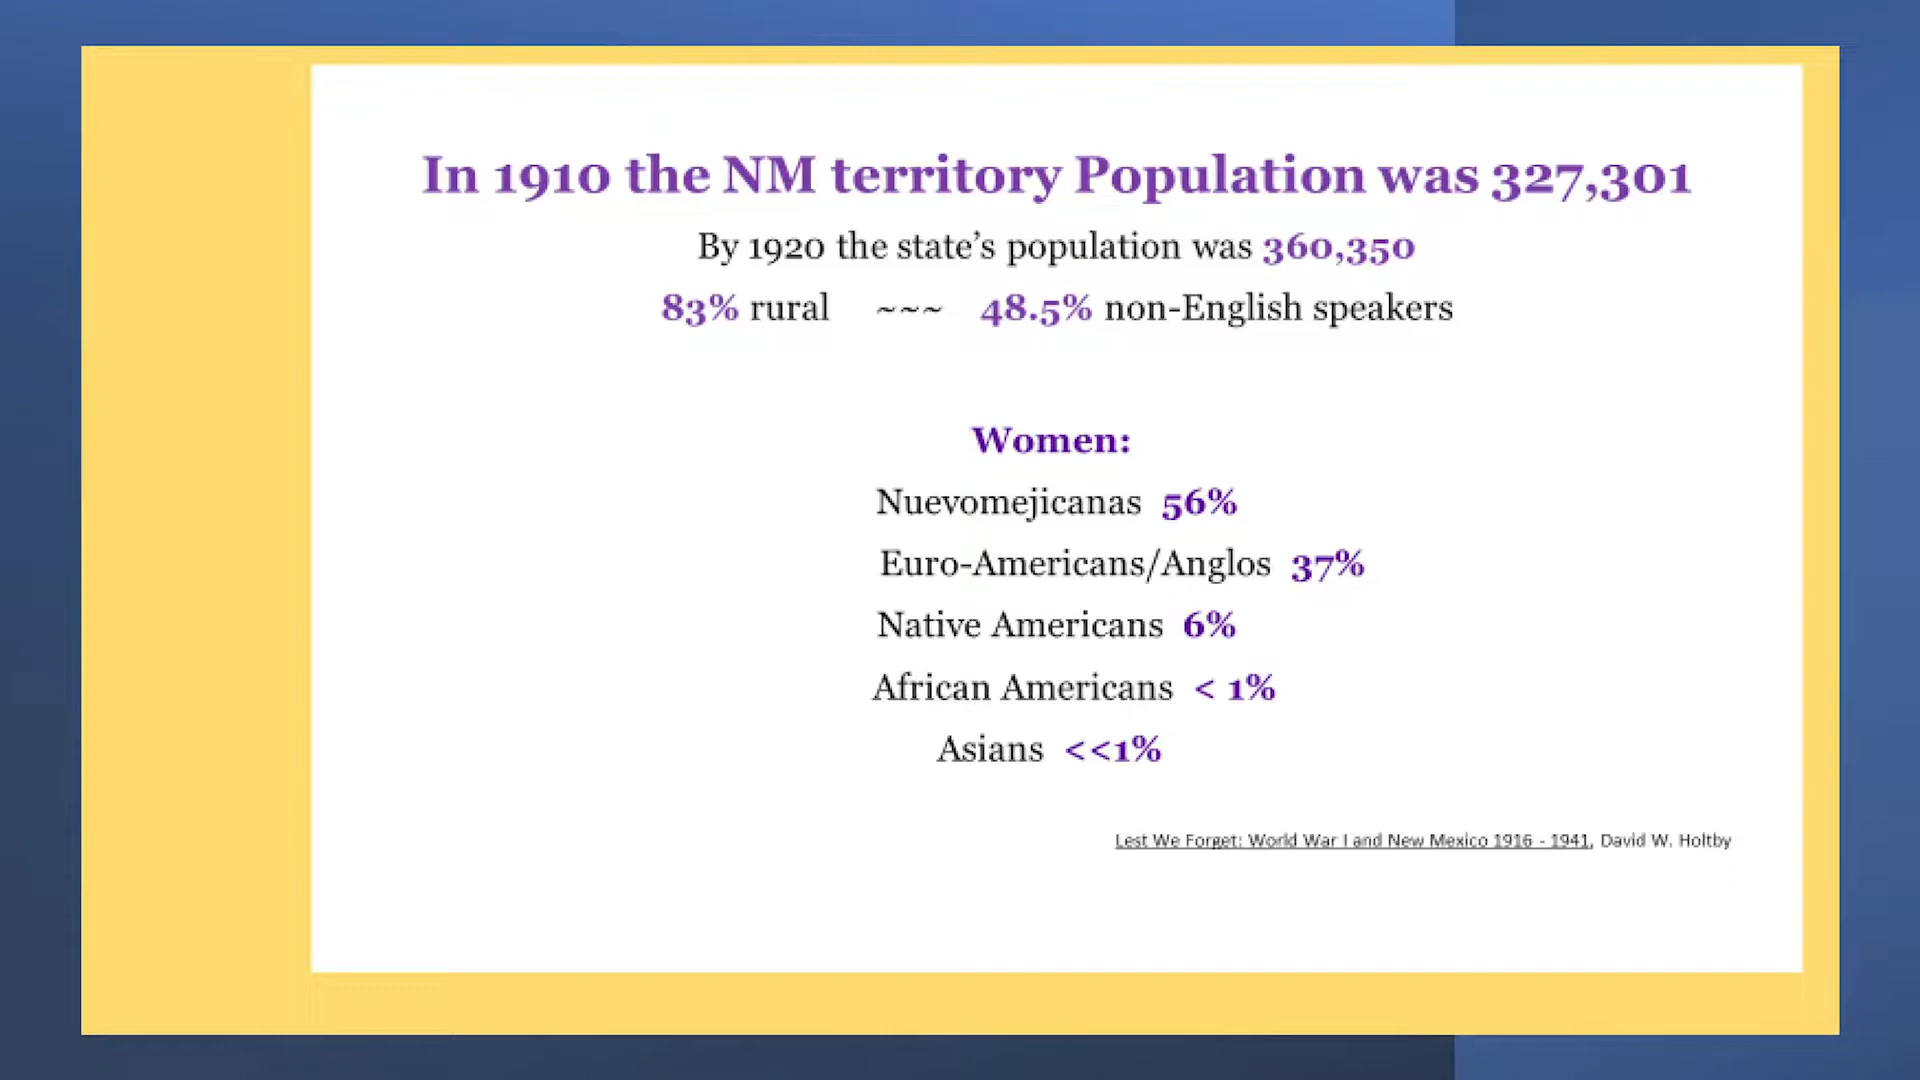 In 1910 the NM territory Population was 327,301
By 1920 the state’s population was 360,350
83% rural ~~~ 48.5% non-English speakers
Women:
Nuevomejicanas 56%
Euro-Americans/Anglos 37%
Native Americans 6%
African Americans < 1%
Asians <<1%
Lest We Forget: World War I and New Mexico 1916 - 1941, David W. Holtby